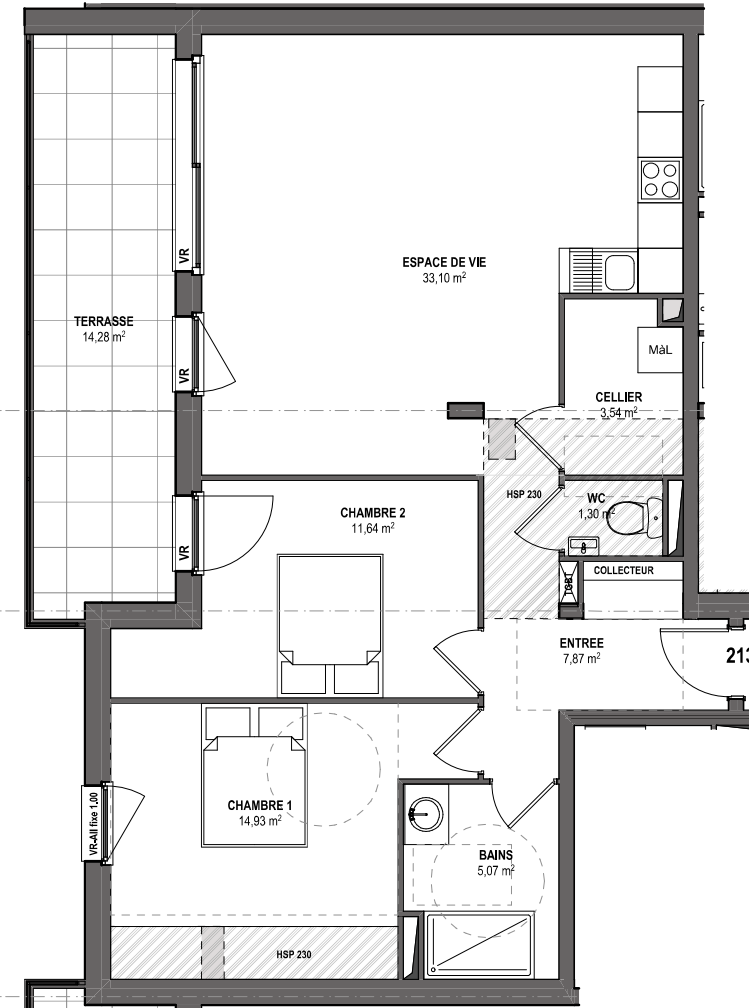 VR
ESPACE DE VIE
33,10 m²
TERRASSE
14,28 m²
MàL
VR
CELLIER
3,54 m²
HSP 230
WC
1,30 m²
CHAMBRE 2
11,64 m²
VR
COLLECTEUR
ENTREE
7,87 m²
213
CHAMBRE 1
14,93 m²
VR-All fixe 1,00
BAINS
5,07 m²
HSP 230